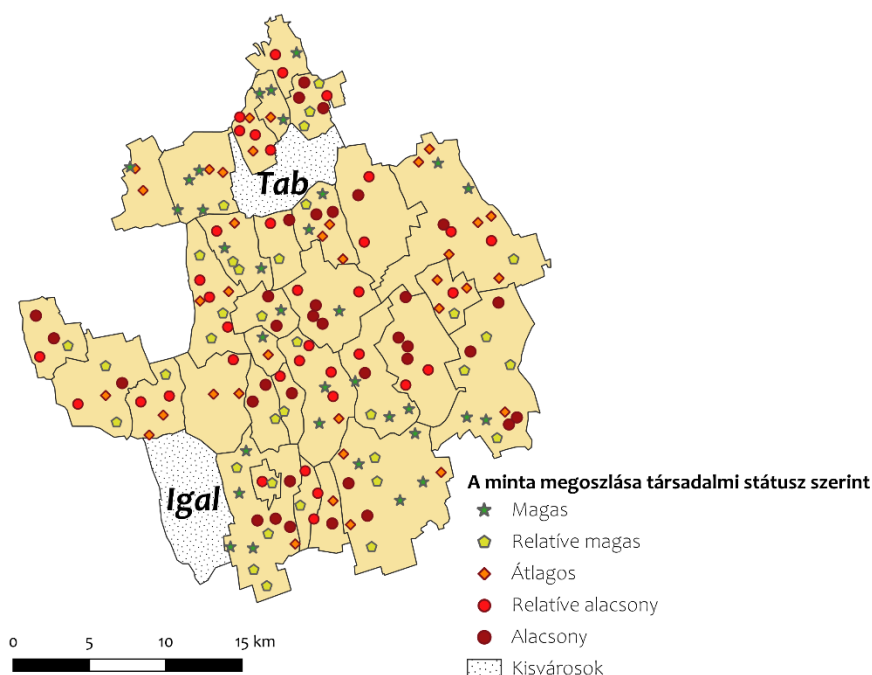 Tab
Igal
A minta megoszlása társadalmi státusz szerint
Magas
Relatíve magas
Átlagos
Relatíve alacsony
Alacsony
Kisvárosok
0 5 10 15 km